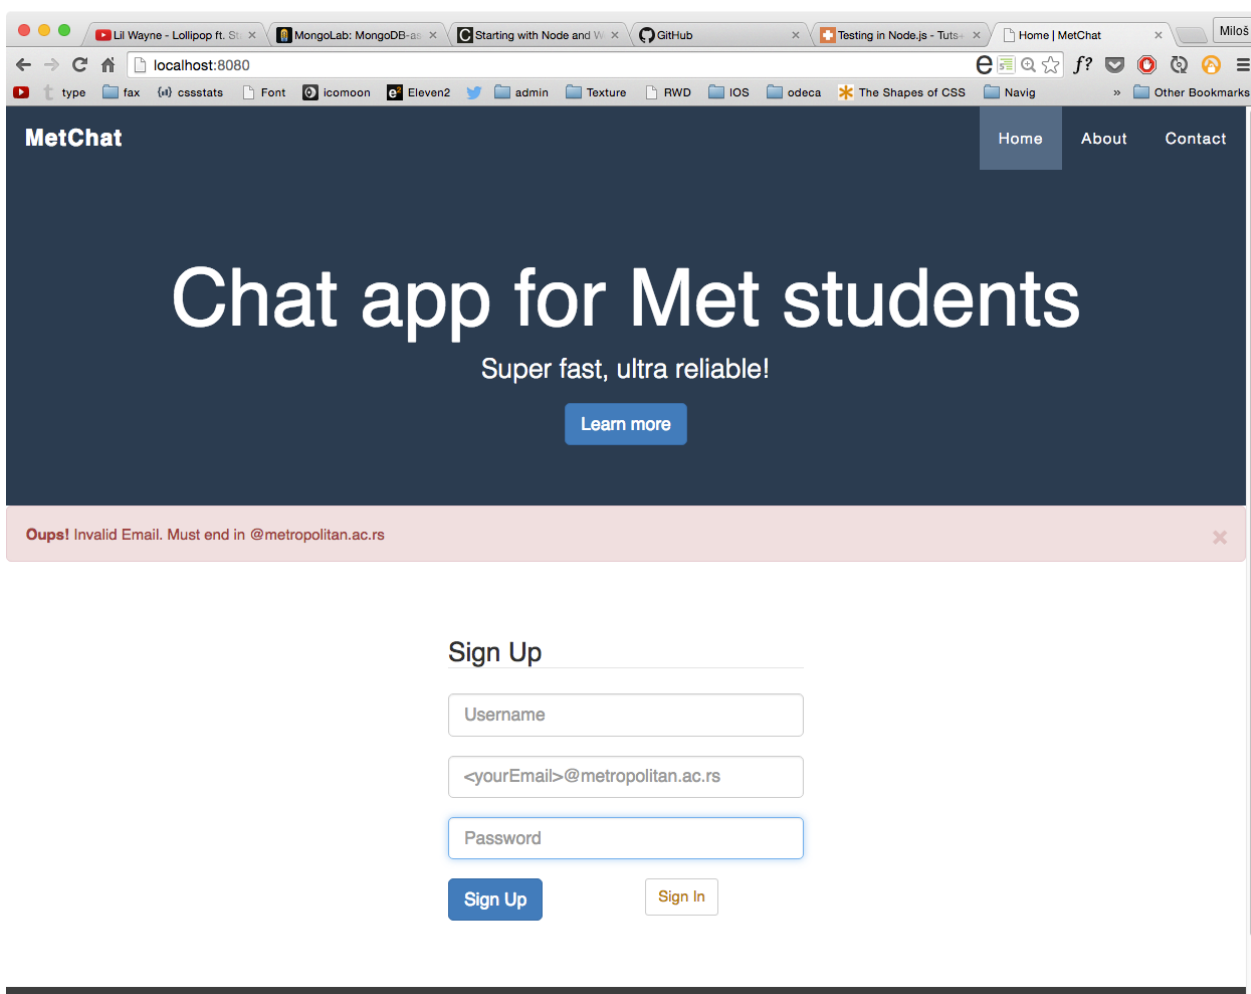 Lil Wayne - Lollipop ft. St
MongoLab: MongoDB-as
Starting with Node and W
GitHub
Testing in Node.js - Tuts+
Home | MetChat
Miloš
localhost:8080
type
fax
cssstats
Font
icomoon
Eleven2
admin
Texture
RWD
IOS
odeca
The Shapes of CSS
Navig
»
Other Bookmarks
MetChat
Home
About
Contact
Chat app for Met students
Super fast, ultra reliable!
Learn more
Oups! Invalid Email. Must end in @metropolitan.ac.rs
×
Sign Up
Username
<yourEmail>@metropolitan.ac.rs
Password
Sign Up
Sign In